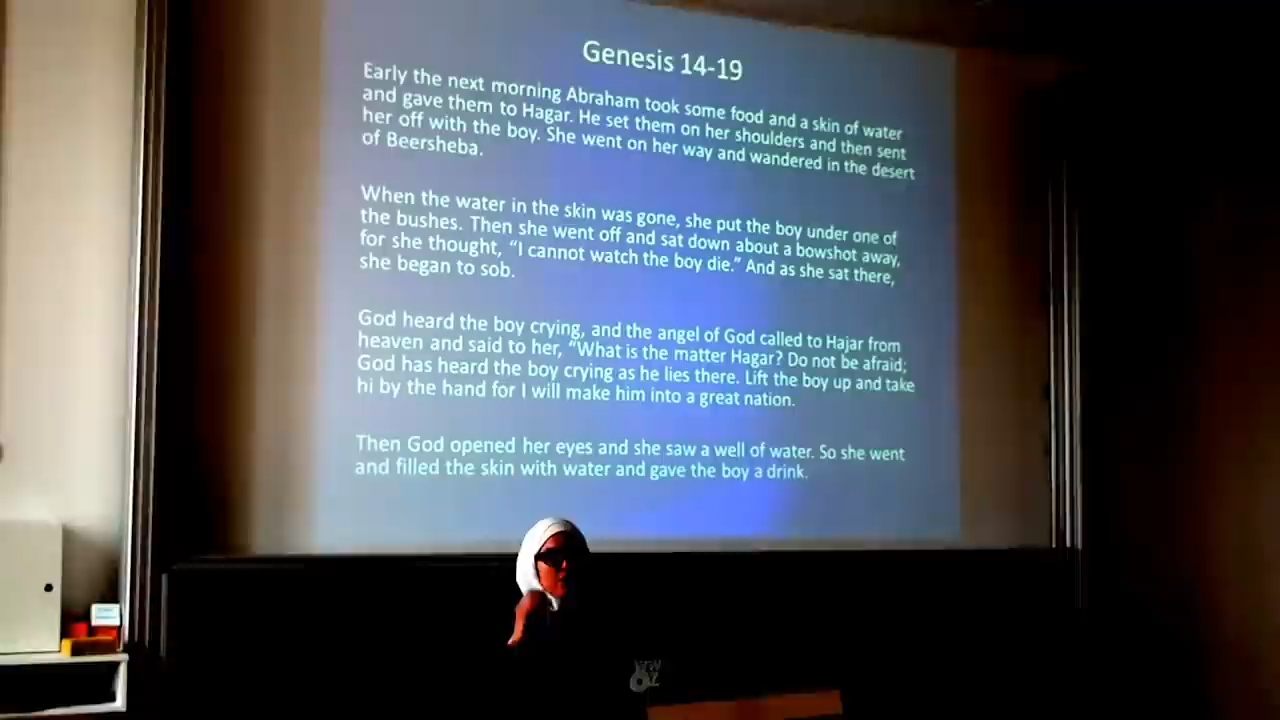 Genesis 14-19
Early the next morning Abraham took some food and a skin of water
and gave them to Hagar. He set them on her shoulders and then sent
her off with the boy. She went on her way and wandered in the desert
of Beersheba.
When the water in the skin was gone, she put the boy under one of
the bushes. Then she went off and sat down about a bowshot away,
for she thought, “I cannot watch the boy die.” And as she sat there,
she began to sob.
God heard the boy crying, and the angel of God called to Hajar from
heaven and said to her, “What is the matter Hagar? Do not be afraid;
God has heard the boy crying as he lies there. Lift the boy up and take
hi by the hand for I will make him into a great nation.
Then God opened her eyes and she saw a well of water. So she went
and filled the skin with water and gave the boy a drink.